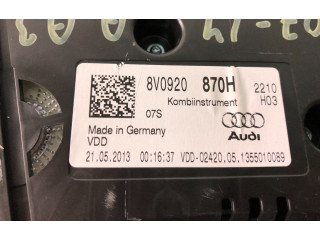 8V0920 870H 2210
Kombiinstrument H03
07S
Made in Germany
VDD
Audi
21.05.2013 00:16:37 VDD-02420.05.1355010089